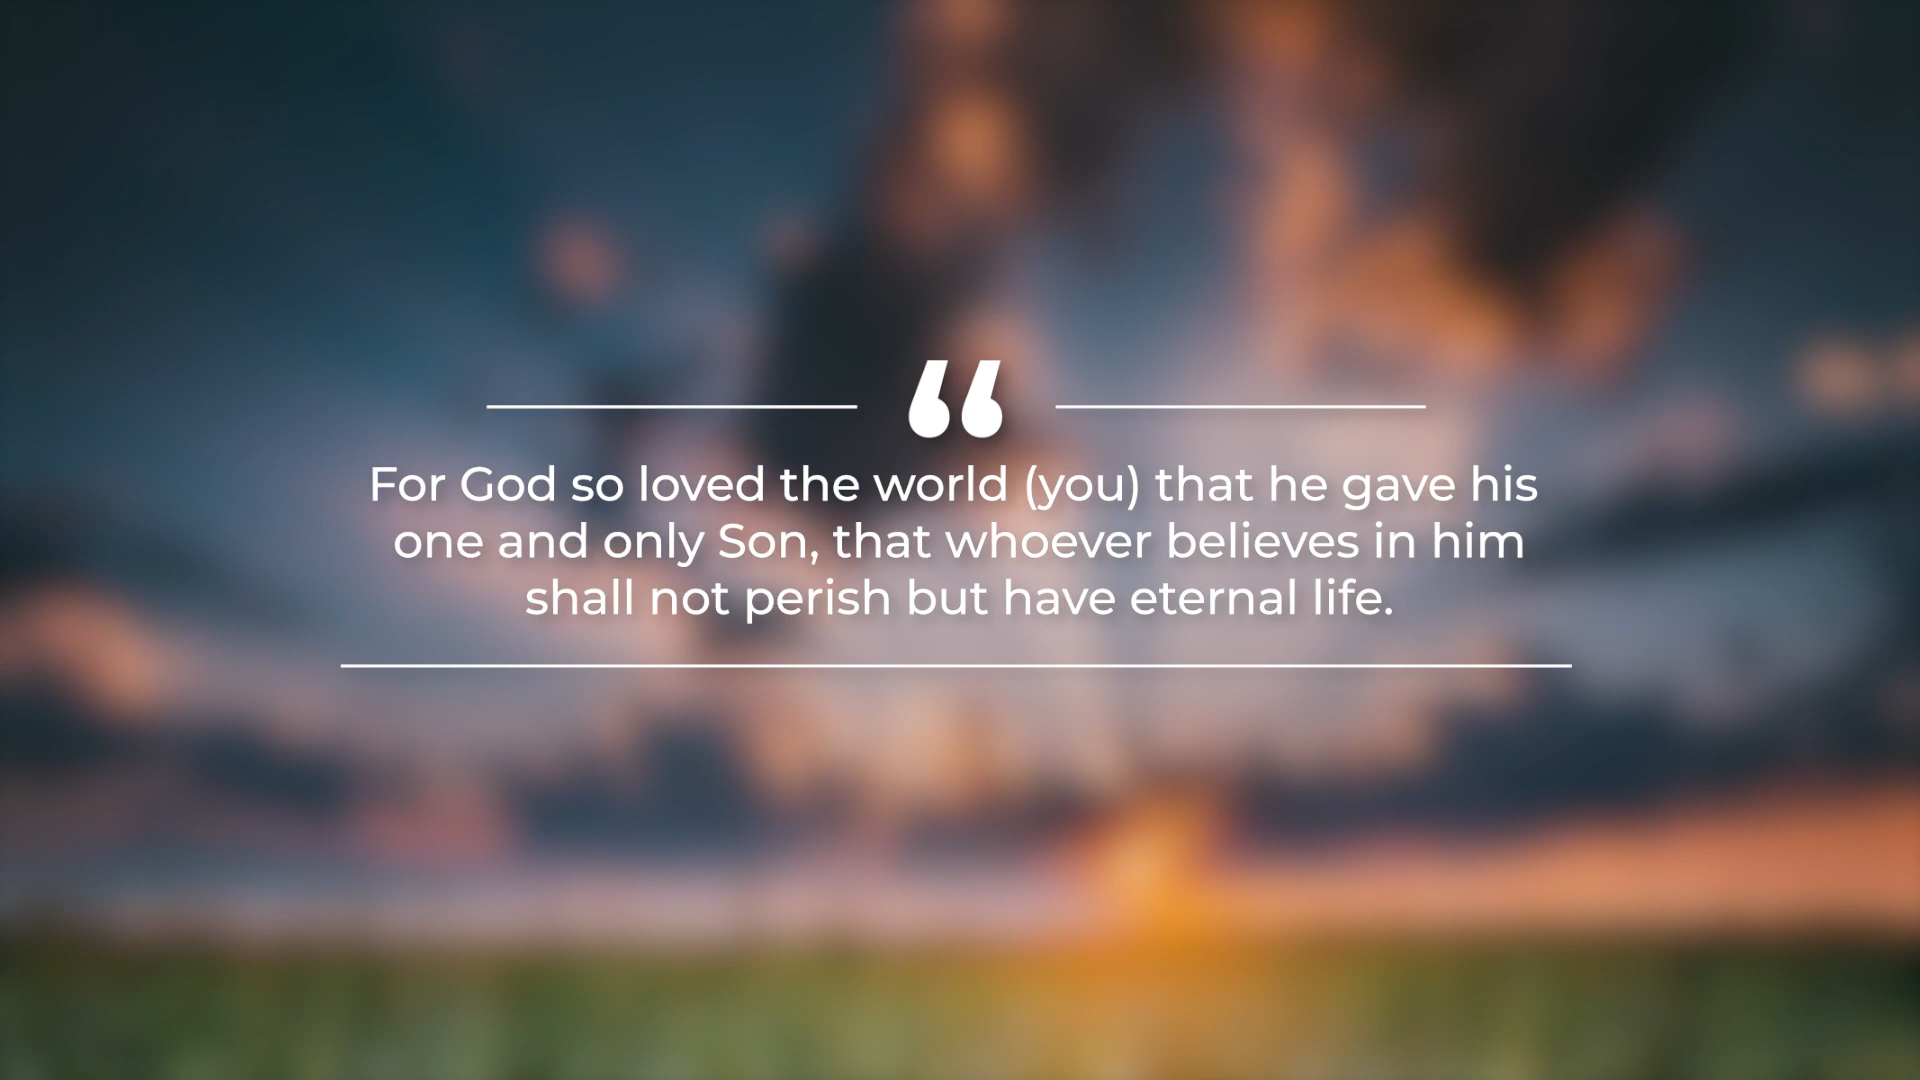 “
For God so loved the world (you) that he gave his
one and only Son, that whoever believes in him
shall not perish but have eternal life.